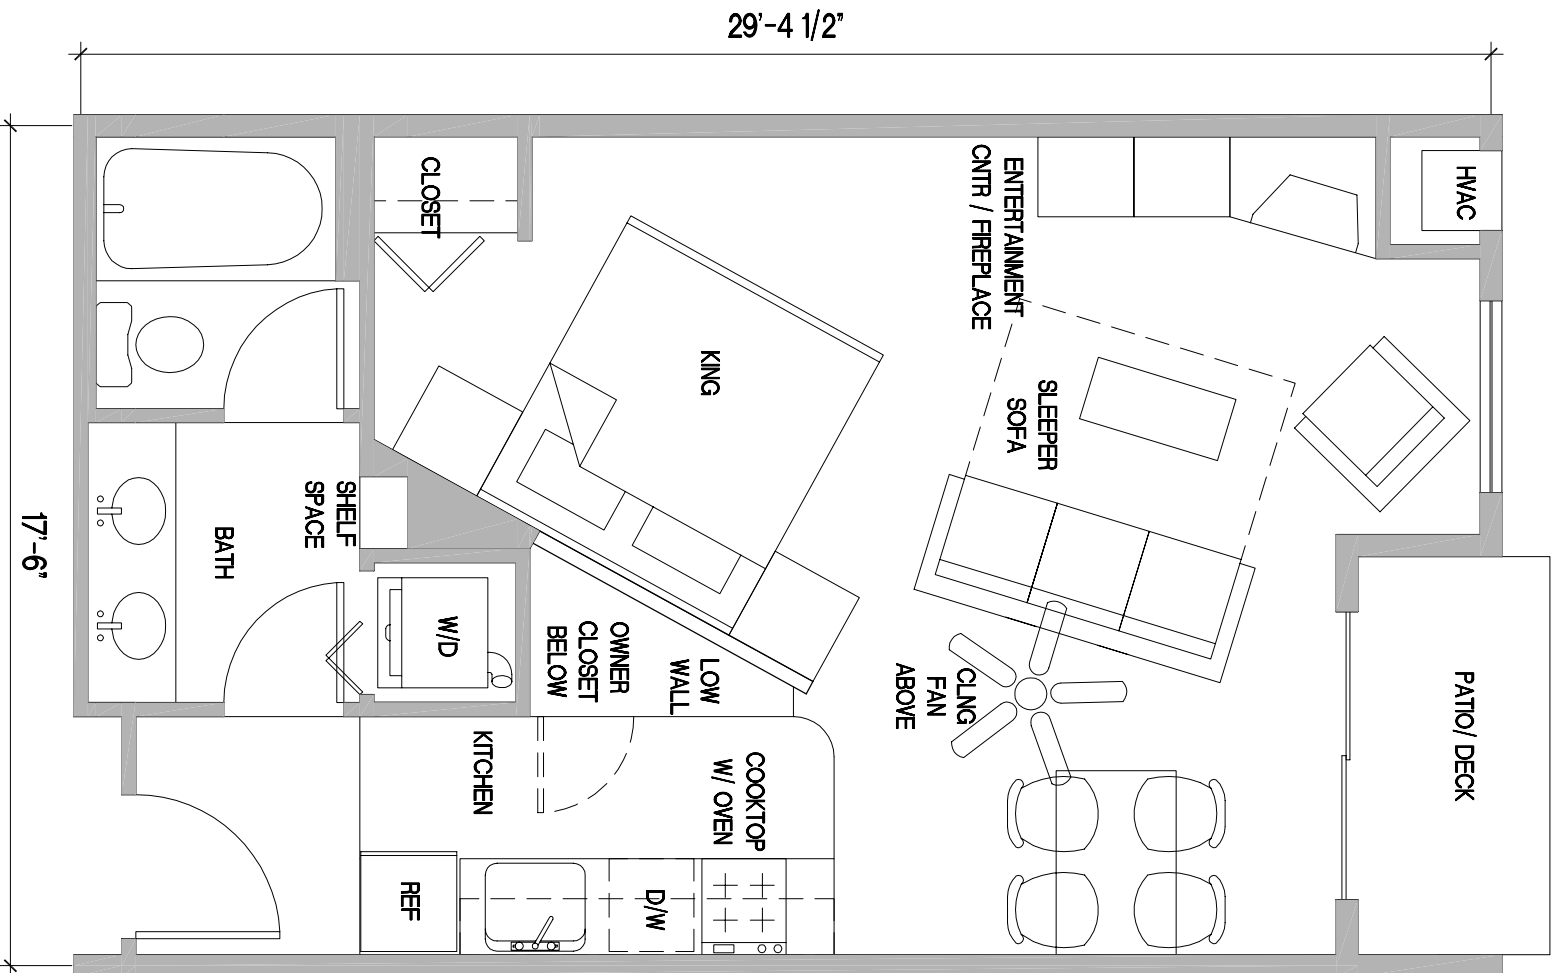 29'-4 1/2"
17'-6"
CLOSET
ENTERTAINMENT
CNTR / FIREPLACE
HVAC
KING
SLEEPER
SOFA
SHELF
SPACE
BATH
W/D
OWNER
CLOSET
BELOW
LOW
WALL
CLNG
FAN
ABOVE
PATIO/ DECK
KITCHEN
COOKTOP
W/ OVEN
REF
D/W